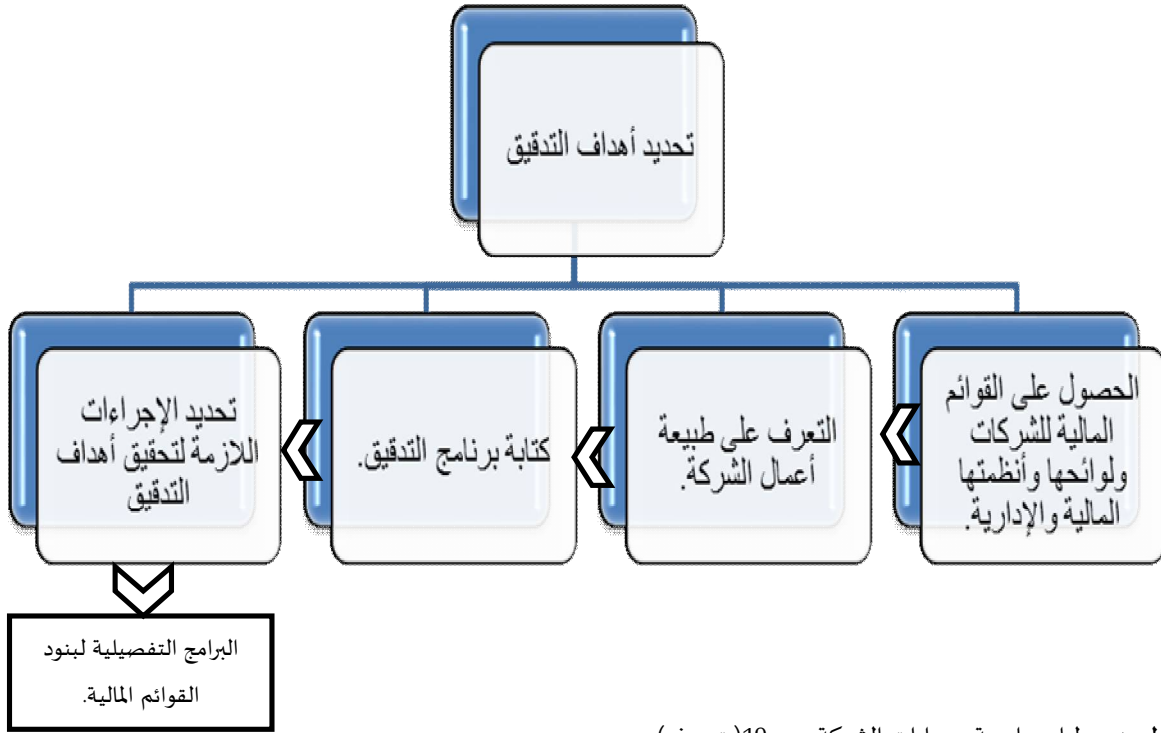 تحديد أهداف التدقيق
الحصول على القوائم
المالية للشركات
ولوائحها وأنظمتها
المالية والإدارية.
التعرف على طبيعة
أعمال الشركة.
كتابة برنامج التدقيق.
تحديد الإجراءات
اللازمة لتحقيق أهداف
التدقيق
البرامج التفصيلية لبنود
القوائم المالية.